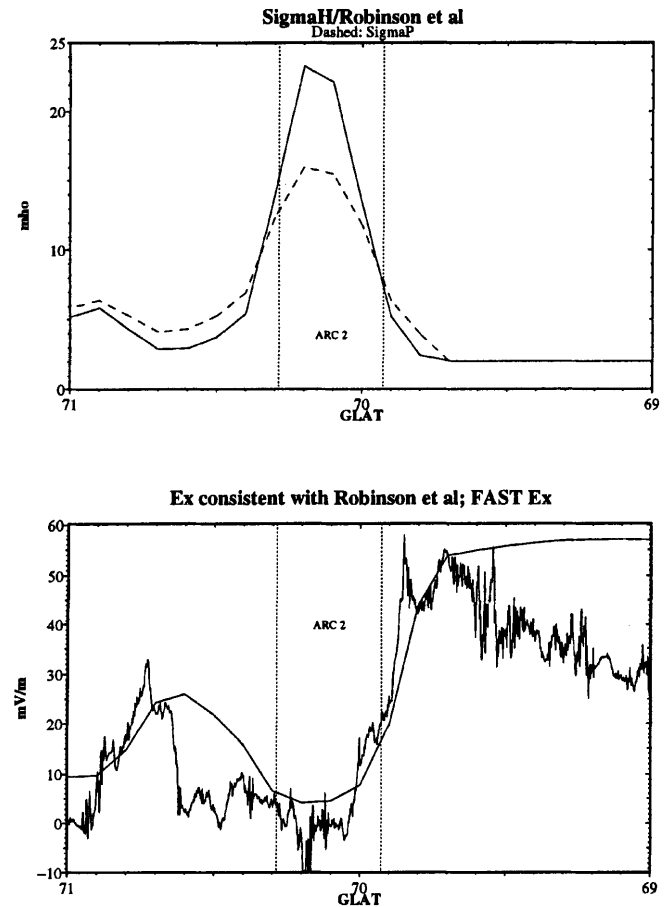 SigmaH/Robinson et al
Dashed: SigmaP
25
20
10
0
mho
ARC 2
71
70
69
GLAT
Ex consistent with Robinson et al; FAST Ex
60
50
40
30
20
10
0
−10
mV/m
ARC 2
71
70
69
GLAT